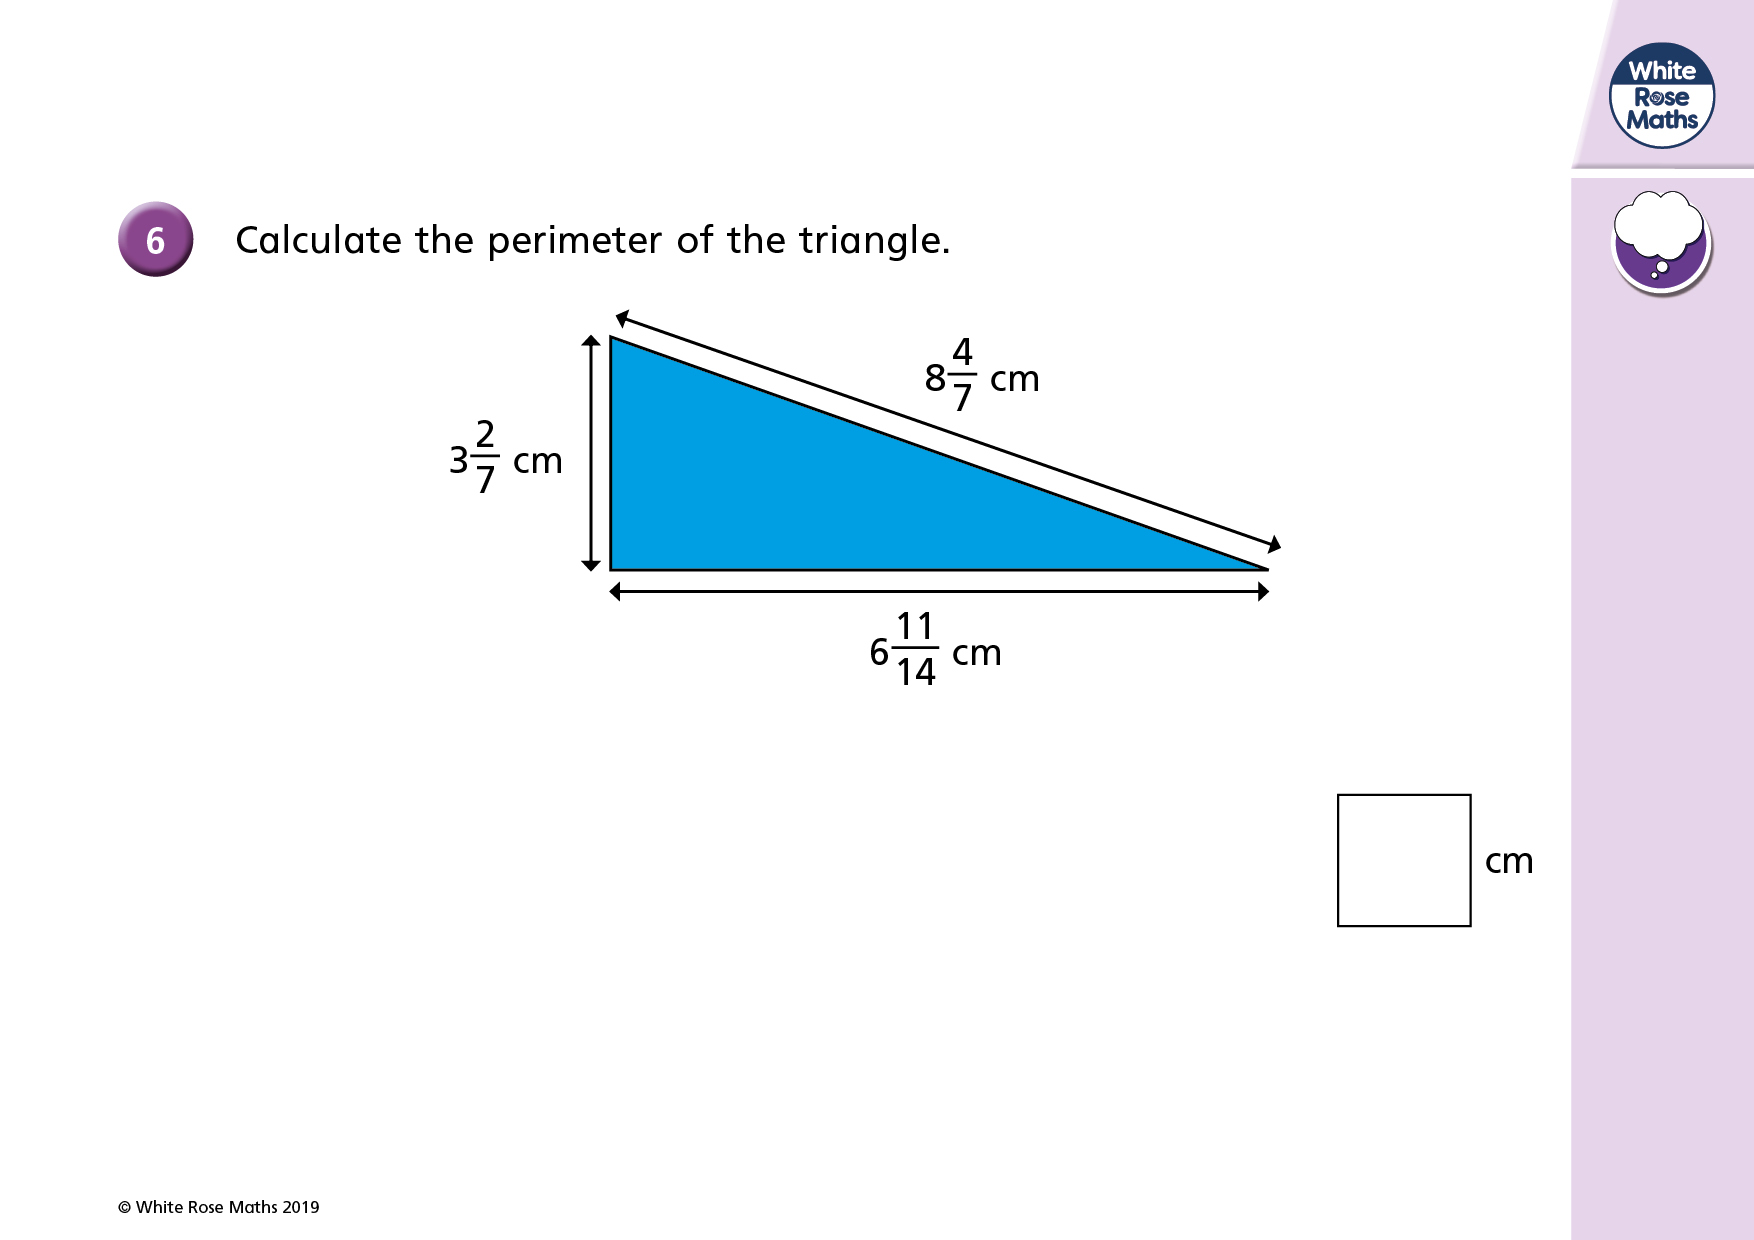 White
Rose
Maths
6 Calculate the perimeter of the triangle.
8 4/7 cm
3 2/7 cm
6 11/14 cm
cm
© White Rose Maths 2019